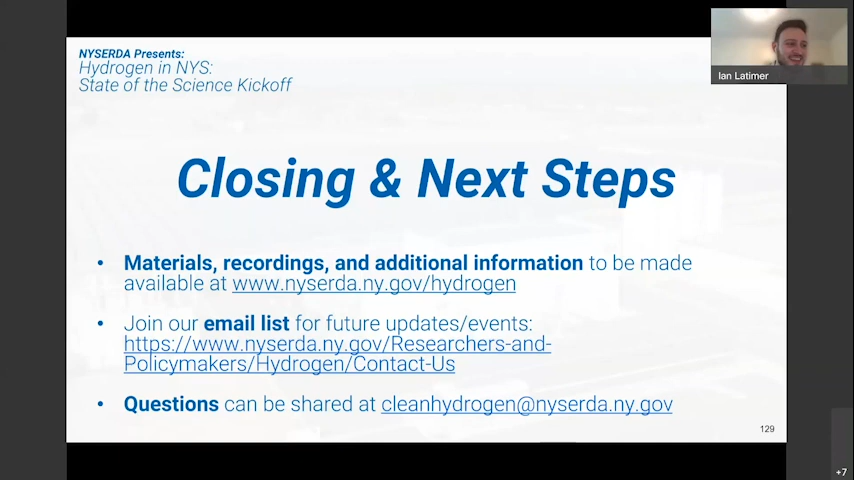 NYSERDA Presents:
Hydrogen in NYS:
State of the Science Kickoff
Ian Latimer
Closing & Next Steps
• Materials, recordings, and additional information to be made
available at www.nyserda.ny.gov/hydrogen
• Join our email list for future updates/events:
https://www.nyserda.ny.gov/Researchers-and-
Policymakers/Hydrogen/Contact-Us
• Questions can be shared at cleanhydrogen@nyserda.ny.gov
129
+7